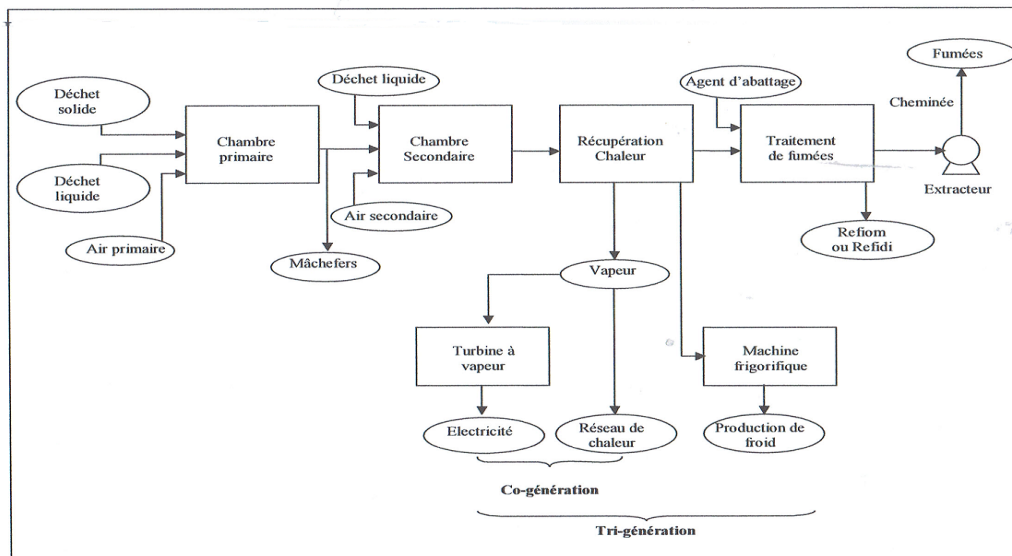 Fumées
Déchet
solide
Déchet liquide
Agent d'abattage
Cheminée
Chambre
primaire
Chambre
Secondaire
Récupération
Chaleur
Traitement
de fumées
Déchet
liquide
Extracteur
Air primaire
Air secondaire
Mâchefers
Refiom
ou Refidi
Vapeur
Turbine à
vapeur
Machine
frigorifique
Electricité
Réseau de
chaleur
Production de
froid
Co-génération
Tri-génération